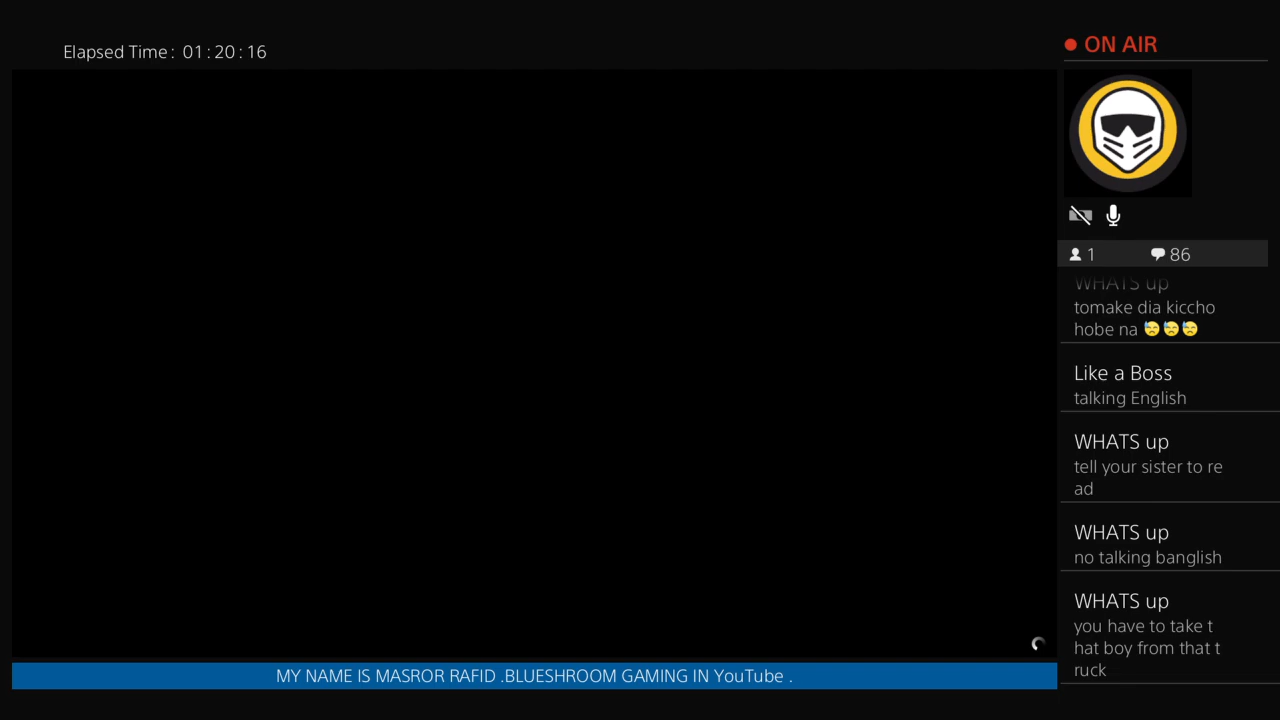 Elapsed Time: 01:20:16
ON AIR
1 86
WHATS up
tomake dia kiccho
hobe na 😓😓😓
Like a Boss
talking English
WHATS up
tell your sister to re
ad
WHATS up
no talking banglish
WHATS up
you have to take t
hat boy from that t
ruck
MY NAME IS MASROR RAFID .BLUESHROOM GAMING IN YouTube .